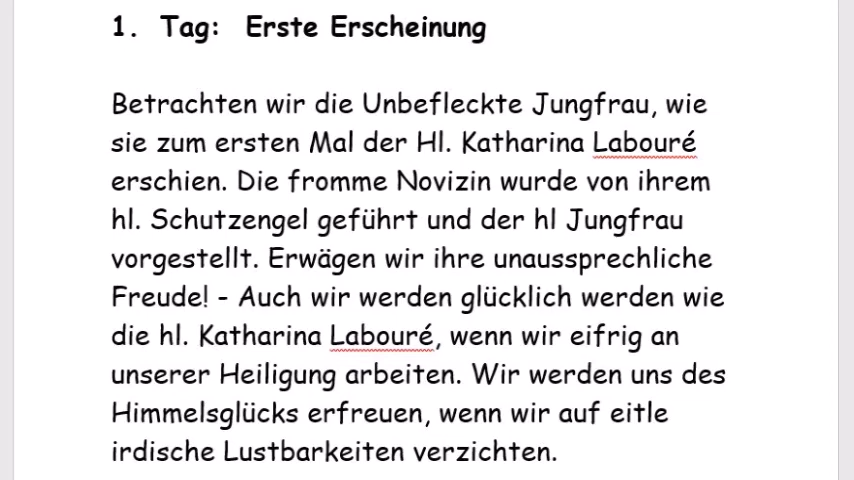 1. Tag: Erste Erscheinung
Betrachten wir die Unbefleckte Jungfrau, wie
sie zum ersten Mal der Hl. Katharina Labouré
erschien. Die fromme Novizin wurde von ihrem
hl. Schutzengel geführt und der hl Jungfrau
vorgestellt. Erwägen wir ihre unaussprechliche
Freude! - Auch wir werden glücklich werden wie
die hl. Katharina Labouré, wenn wir eifrig an
unserer Heiligung arbeiten. Wir werden uns des
Himmelsglücks erfreuen, wenn wir auf eitle
irdische Lustbarkeiten verzichten.